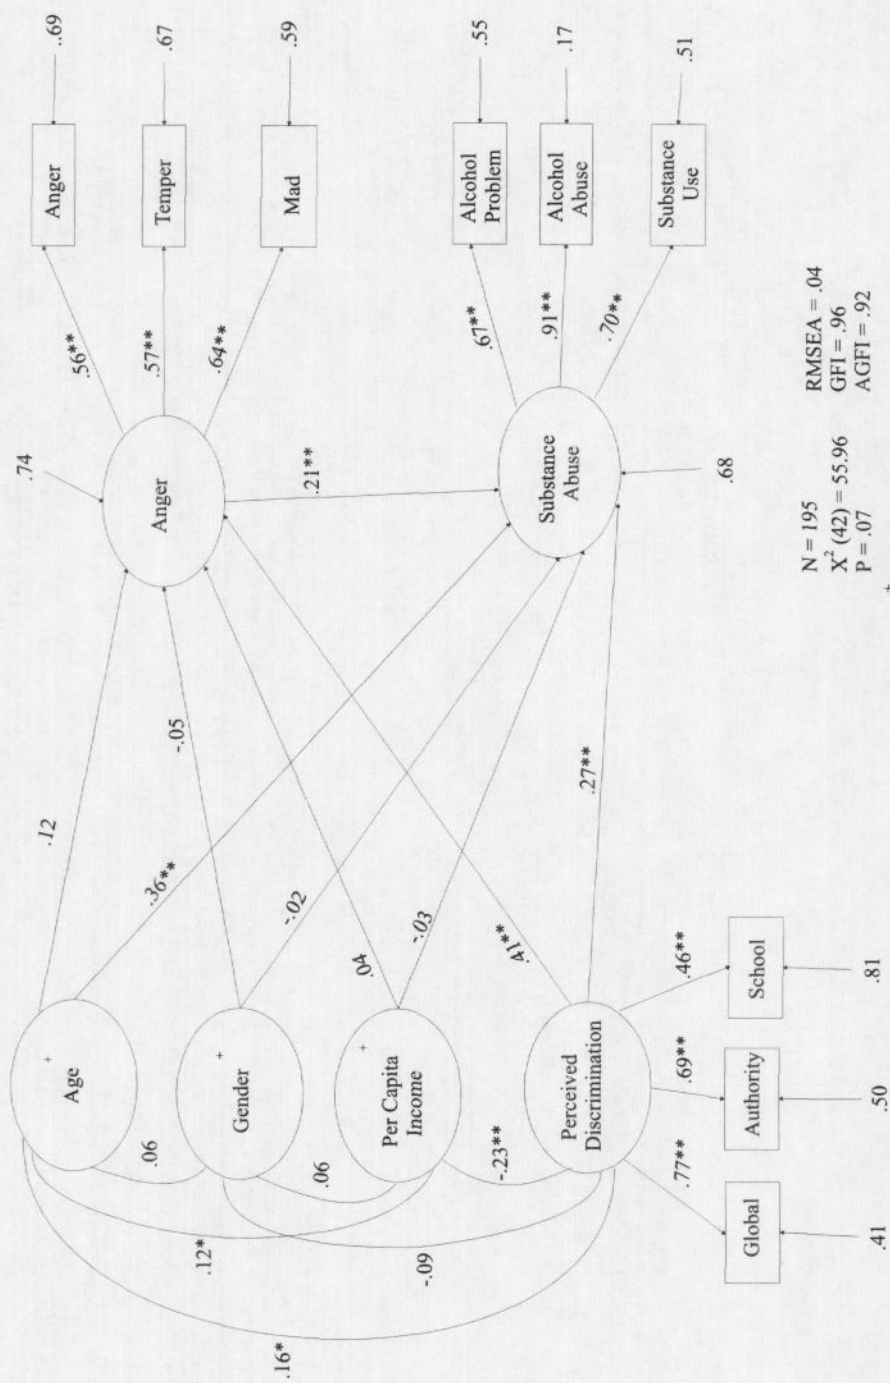 Age
+
Gender
+
Per Capita
Income
+
Perceived
Discrimination
.06
.06
-.23**
.12*
-.09
.16*
.12
.36**
-.05
-.02
.04
-.03
.41**
.27**
.77**
.69**
.46**
Global
Authority
School
.41
.50
.81
.74
Anger
.21**
Substance
Abuse
.68
.56**
.57**
.64**
Anger
Temper
Mad
..69
.67
.59
.67**
.91**
.70**
Alcohol
Problem
Alcohol
Abuse
Substance
Use
.55
.17
.51
N = 195
X² (42) = 55.96
P = .07
RMSEA = .04
GFI = .96
AGFI = .92
+